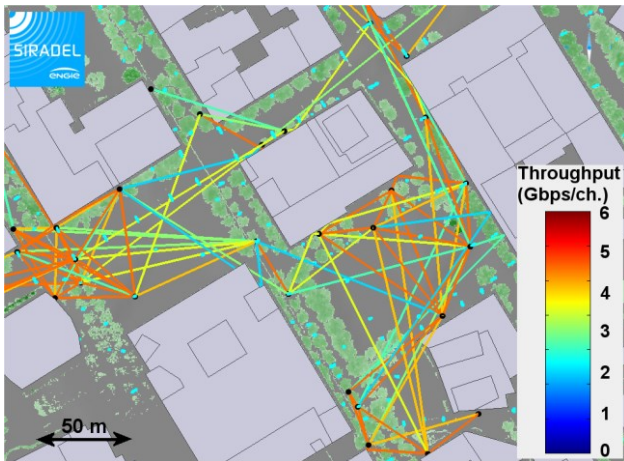 SIRADEL
ENGIE
Throughput
(Gbps/ch.)
6
5
4
3
2
1
0
50 m